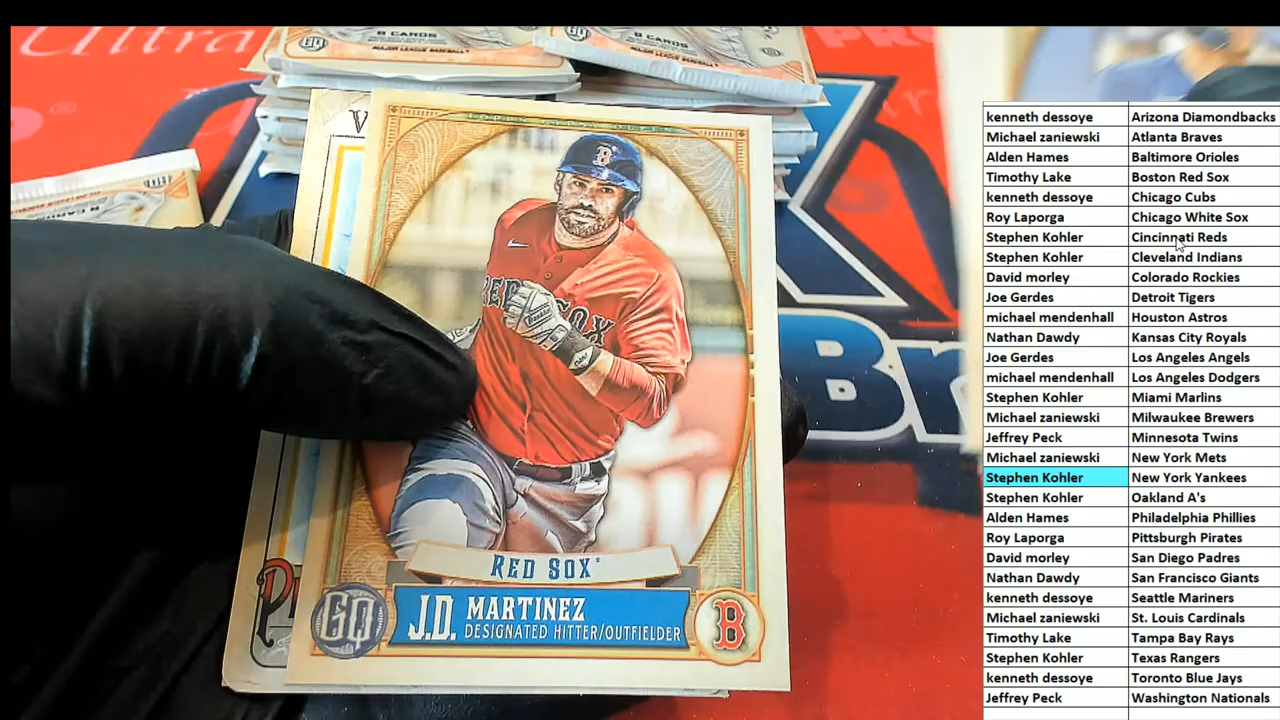 Ultra
PRO
8 CARDS
MAJOR LEAGUE BASEBALL
8 CARDS
MAJOR LEAGUE BASEBALL
GQ
GQ
V
TOPPS GYPSY QUEEN
B
RED SOX
RED SOX
GQ
J.D. MARTINEZ
DESIGNATED HITTER/OUTFIELDER
B
P
Br
kenneth dessoye Arizona Diamondbacks
Michael zaniewski Atlanta Braves
Alden Hames Baltimore Orioles
Timothy Lake Boston Red Sox
kenneth dessoye Chicago Cubs
Roy Laporga Chicago White Sox
Stephen Kohler Cincinnati Reds
Stephen Kohler Cleveland Indians
David morley Colorado Rockies
Joe Gerdes Detroit Tigers
michael mendenhall Houston Astros
Nathan Dawdy Kansas City Royals
Joe Gerdes Los Angeles Angels
michael mendenhall Los Angeles Dodgers
Stephen Kohler Miami Marlins
Michael zaniewski Milwaukee Brewers
Jeffrey Peck Minnesota Twins
Michael zaniewski New York Mets
Stephen Kohler New York Yankees
Stephen Kohler Oakland A's
Alden Hames Philadelphia Phillies
Roy Laporga Pittsburgh Pirates
David morley San Diego Padres
Nathan Dawdy San Francisco Giants
kenneth dessoye Seattle Mariners
Michael zaniewski St. Louis Cardinals
Timothy Lake Tampa Bay Rays
Stephen Kohler Texas Rangers
kenneth dessoye Toronto Blue Jays
Jeffrey Peck Washington Nationals